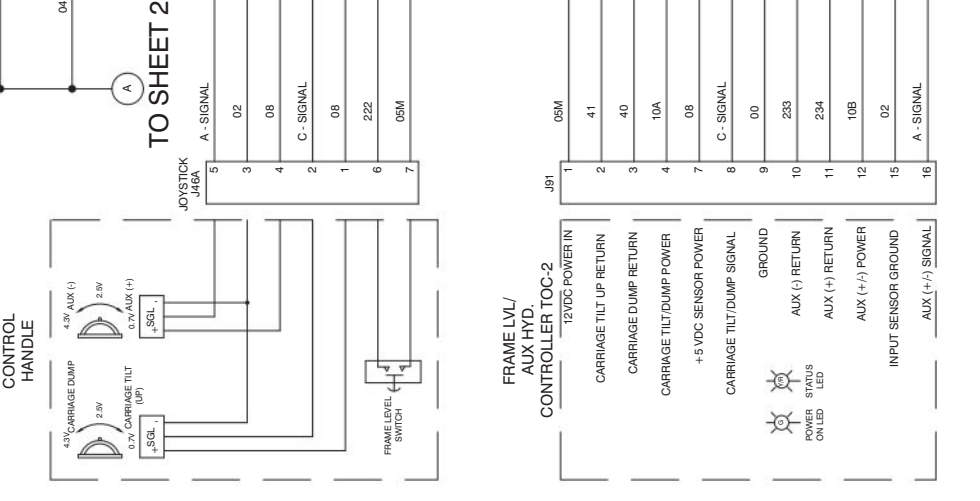 CONTROL
HANDLE
04
A
TO SHEET 2
4.3V AUX (-)
2.5V
0.7V AUX (+)
+SGL -
4.3V CARRIAGE DUMP
2.5V
0.7V CARRIAGE TILT
(UP)
+SGL -
FRAME LEVEL
SWITCH
JOYSTICK
J46A
5 A - SIGNAL
3 02
4 08
2 C - SIGNAL
1 08
6 222
7 05M
FRAME LVL/
AUX HYD.
CONTROLLER TOC-2
J91
12VDC POWER IN 1 05M
CARRIAGE TILT UP RETURN 2 41
CARRIAGE DUMP RETURN 3 40
CARRIAGE TILT/DUMP POWER 4 10A
+5 VDC SENSOR POWER 7 08
CARRIAGE TILT/DUMP SIGNAL 8 C - SIGNAL
GROUND 9 00
AUX (-) RETURN 10 233
AUX (+) RETURN 11 234
AUX (+/-) POWER 12 10B
INPUT SENSOR GROUND 15 02
AUX (+/-) SIGNAL 16 A - SIGNAL
G
POWER
ON LED
Y/R
STATUS
LED